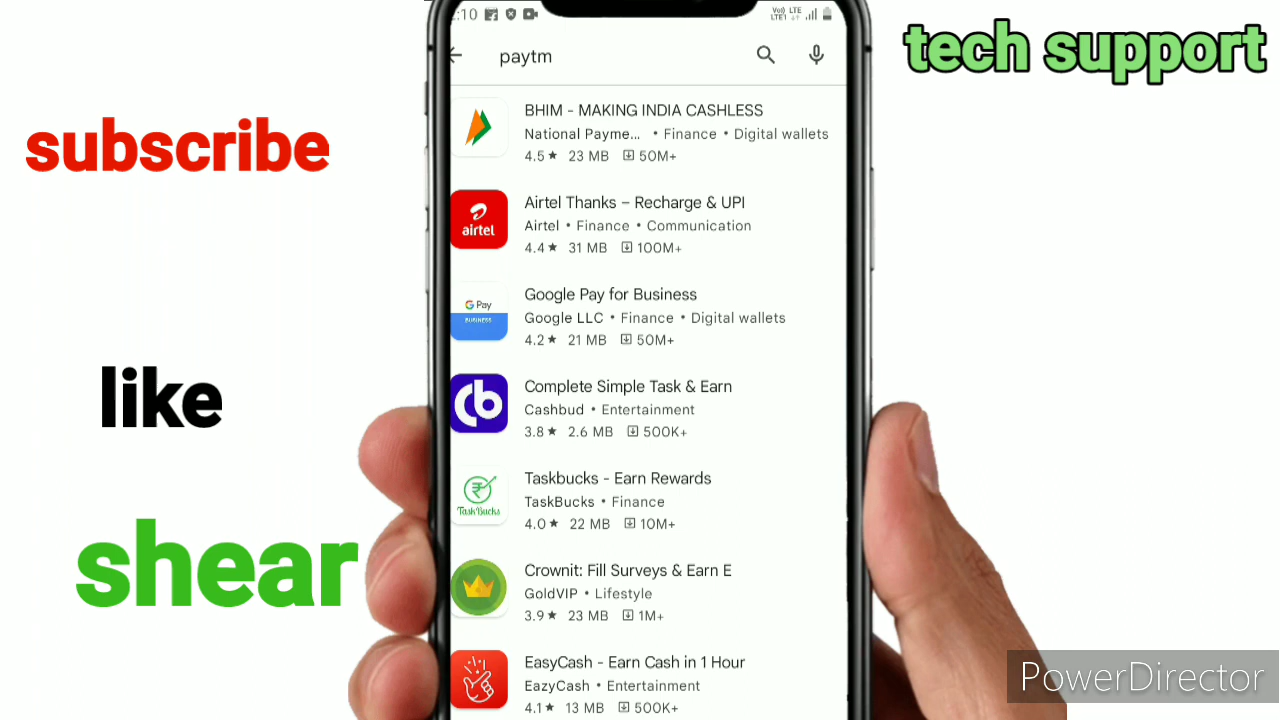 :10 Vo)) LTE
LTE1
paytm
tech support
subscribe
like
shear
BHIM - MAKING INDIA CASHLESS
National Payme... • Finance • Digital wallets
4.5★ 23 MB 50M+
airtel
Airtel Thanks – Recharge & UPI
Airtel • Finance • Communication
4.4★ 31 MB 100M+
G Pay
BUSINESS
Google Pay for Business
Google LLC • Finance • Digital wallets
4.2★ 21 MB 50M+
cb
Complete Simple Task & Earn
Cashbud • Entertainment
3.8★ 2.6 MB 500K+
TaskBucks
Taskbucks - Earn Rewards
TaskBucks • Finance
4.0★ 22 MB 10M+
Crownit: Fill Surveys & Earn E
GoldVIP • Lifestyle
3.9★ 23 MB 1M+
EasyCash - Earn Cash in 1 Hour
EazyCash • Entertainment
4.1★ 13 MB 500K+
PowerDirector